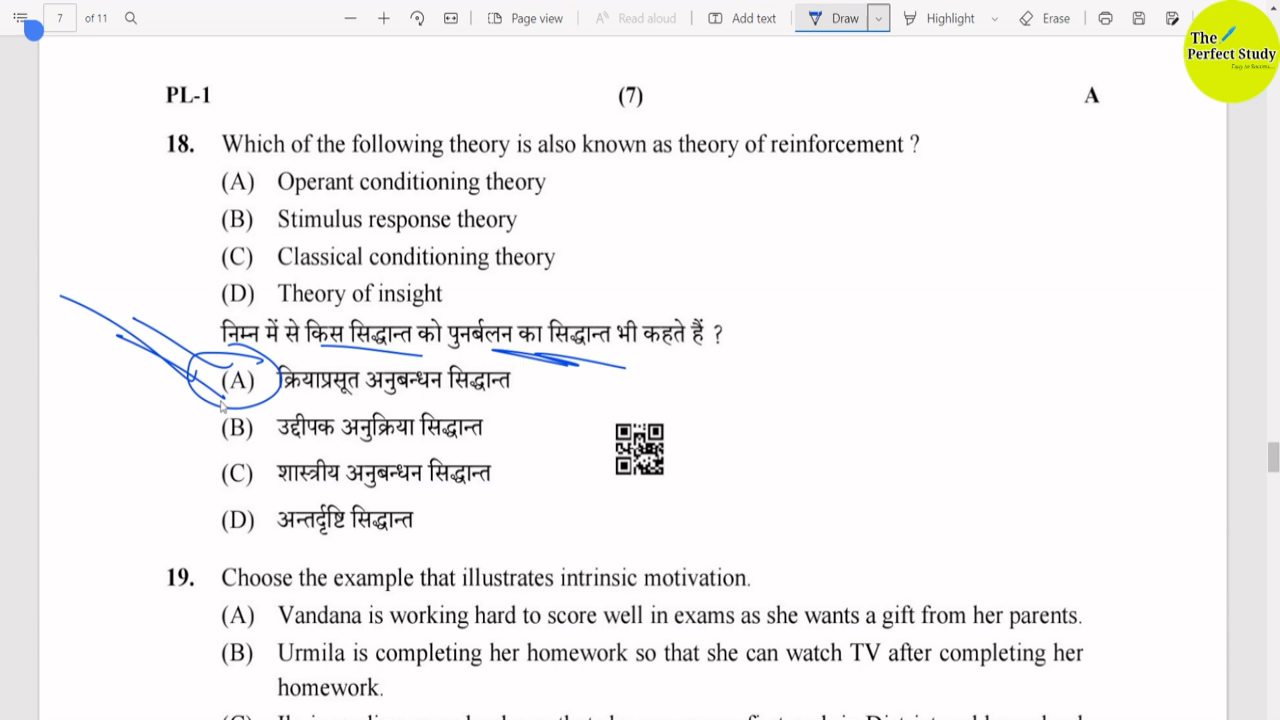 7 of 11 Page view Read aloud Add text Draw Highlight Erase
The
Perfect Study
PL-1 (7) A
18. Which of the following theory is also known as theory of reinforcement ?
(A) Operant conditioning theory
(B) Stimulus response theory
(C) Classical conditioning theory
(D) Theory of insight
निम्न में से किस सिद्धान्त को पुनर्बलन का सिद्धान्त भी कहते हैं ?
(A) क्रियाप्रसूत अनुबन्धन सिद्धान्त
(B) उद्दीपक अनुक्रिया सिद्धान्त
(C) शास्त्रीय अनुबन्धन सिद्धान्त
(D) अन्तर्दृष्टि सिद्धान्त
19. Choose the example that illustrates intrinsic motivation.
(A) Vandana is working hard to score well in exams as she wants a gift from her parents.
(B) Urmila is completing her homework so that she can watch TV after completing her
homework.